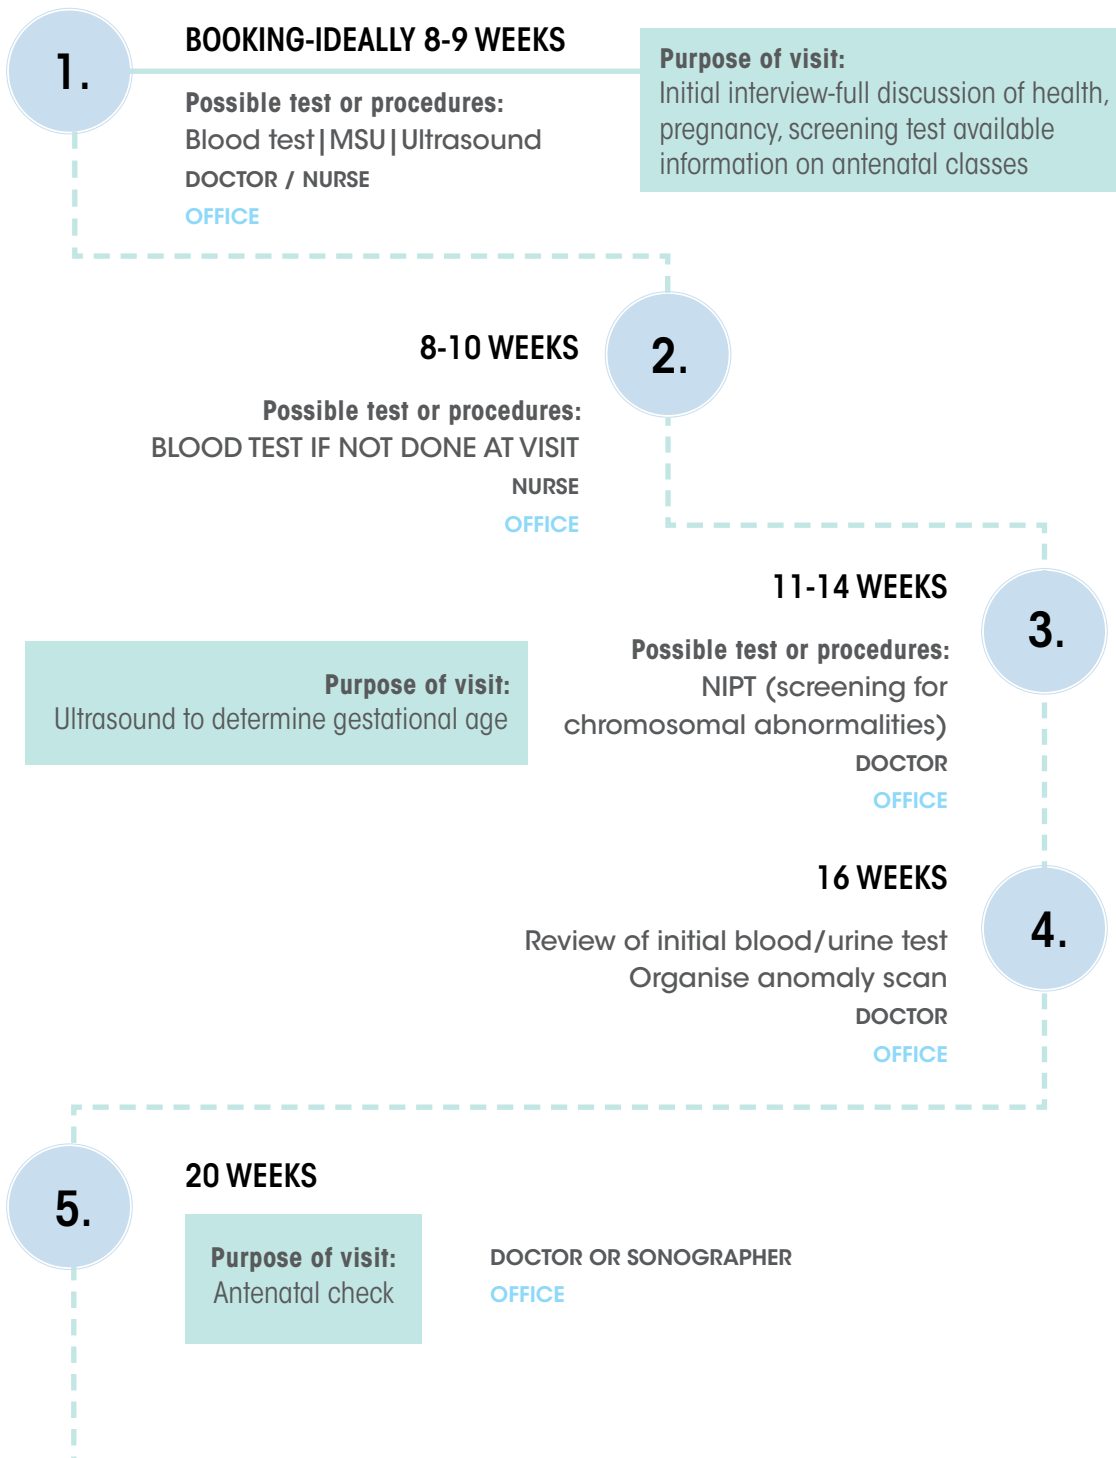 1.
BOOKING-IDEALLY 8-9 WEEKS
Possible test or procedures:
Blood test|MSU|Ultrasound
DOCTOR / NURSE
OFFICE
Purpose of visit:
Initial interview-full discussion of health,
pregnancy, screening test available
information on antenatal classes
2.
8-10 WEEKS
Possible test or procedures:
BLOOD TEST IF NOT DONE AT VISIT
NURSE
OFFICE
3.
11-14 WEEKS
Possible test or procedures:
NIPT (screening for
chromosomal abnormalities)
DOCTOR
OFFICE
Purpose of visit:
Ultrasound to determine gestational age
4.
16 WEEKS
Review of initial blood/urine test
Organise anomaly scan
DOCTOR
OFFICE
5.
20 WEEKS
Purpose of visit:
Antenatal check
DOCTOR OR SONOGRAPHER
OFFICE